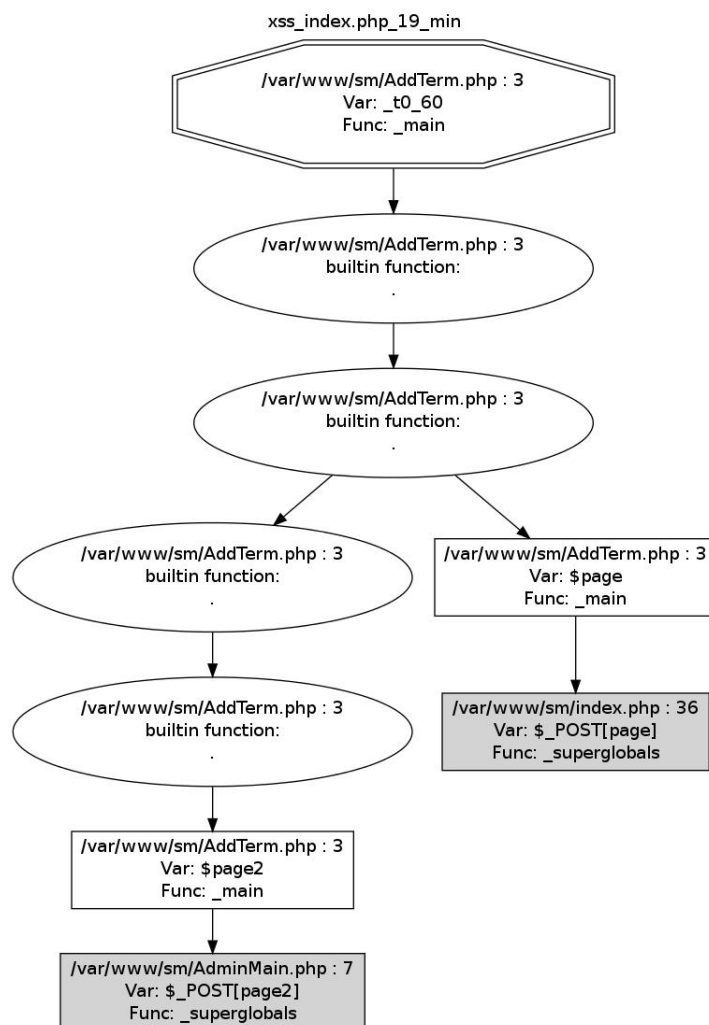 xss_index.php_19_min
/var/www/sm/AddTerm.php : 3
Var: _t0_60
Func: _main
/var/www/sm/AddTerm.php : 3
builtin function:
.
/var/www/sm/AddTerm.php : 3
builtin function:
.
/var/www/sm/AddTerm.php : 3
builtin function:
.
/var/www/sm/AddTerm.php : 3
Var: $page
Func: _main
/var/www/sm/AddTerm.php : 3
builtin function:
.
/var/www/sm/index.php : 36
Var: $_POST[page]
Func: _superglobals
/var/www/sm/AddTerm.php : 3
Var: $page2
Func: _main
/var/www/sm/AdminMain.php : 7
Var: $_POST[page2]
Func: _superglobals